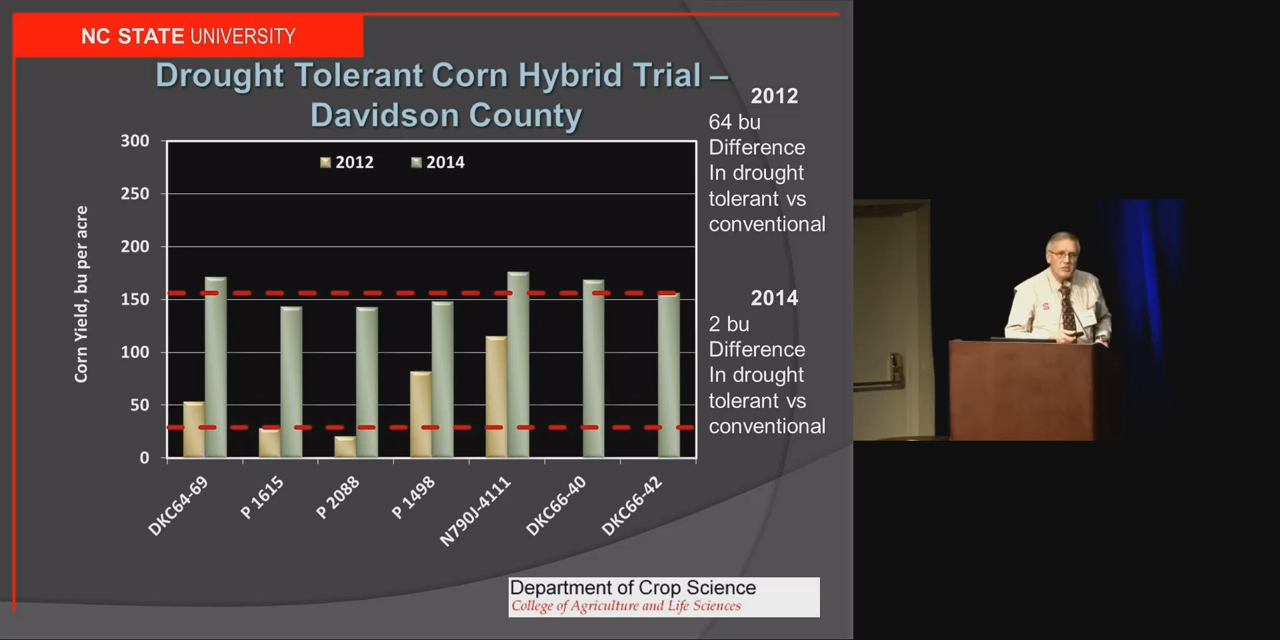 NC STATE UNIVERSITY
Drought Tolerant Corn Hybrid Trial –
Davidson County
2012
64 bu
Difference
In drought
tolerant vs
conventional
2014
2 bu
Difference
In drought
tolerant vs
conventional
2012 2014
Corn Yield, bu per acre
300
250
200
150
100
50
0
DKC64-69
P 1615
P 2088
P 1498
N790J-4111
DKC66-40
DKC66-42
Department of Crop Science
College of Agriculture and Life Sciences